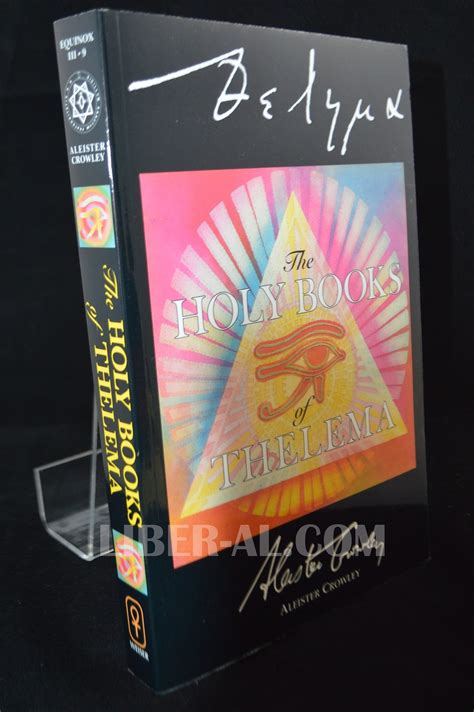 EQUINOX
III • 9
ALEISTER
CROWLEY
The HOLY BOOKS
of THELEMA
WEISER
Θελημα
The
HOLY BOOKS
of
THELEMA
Aleister Crowley
ALEISTER CROWLEY
LIBER-AL.COM